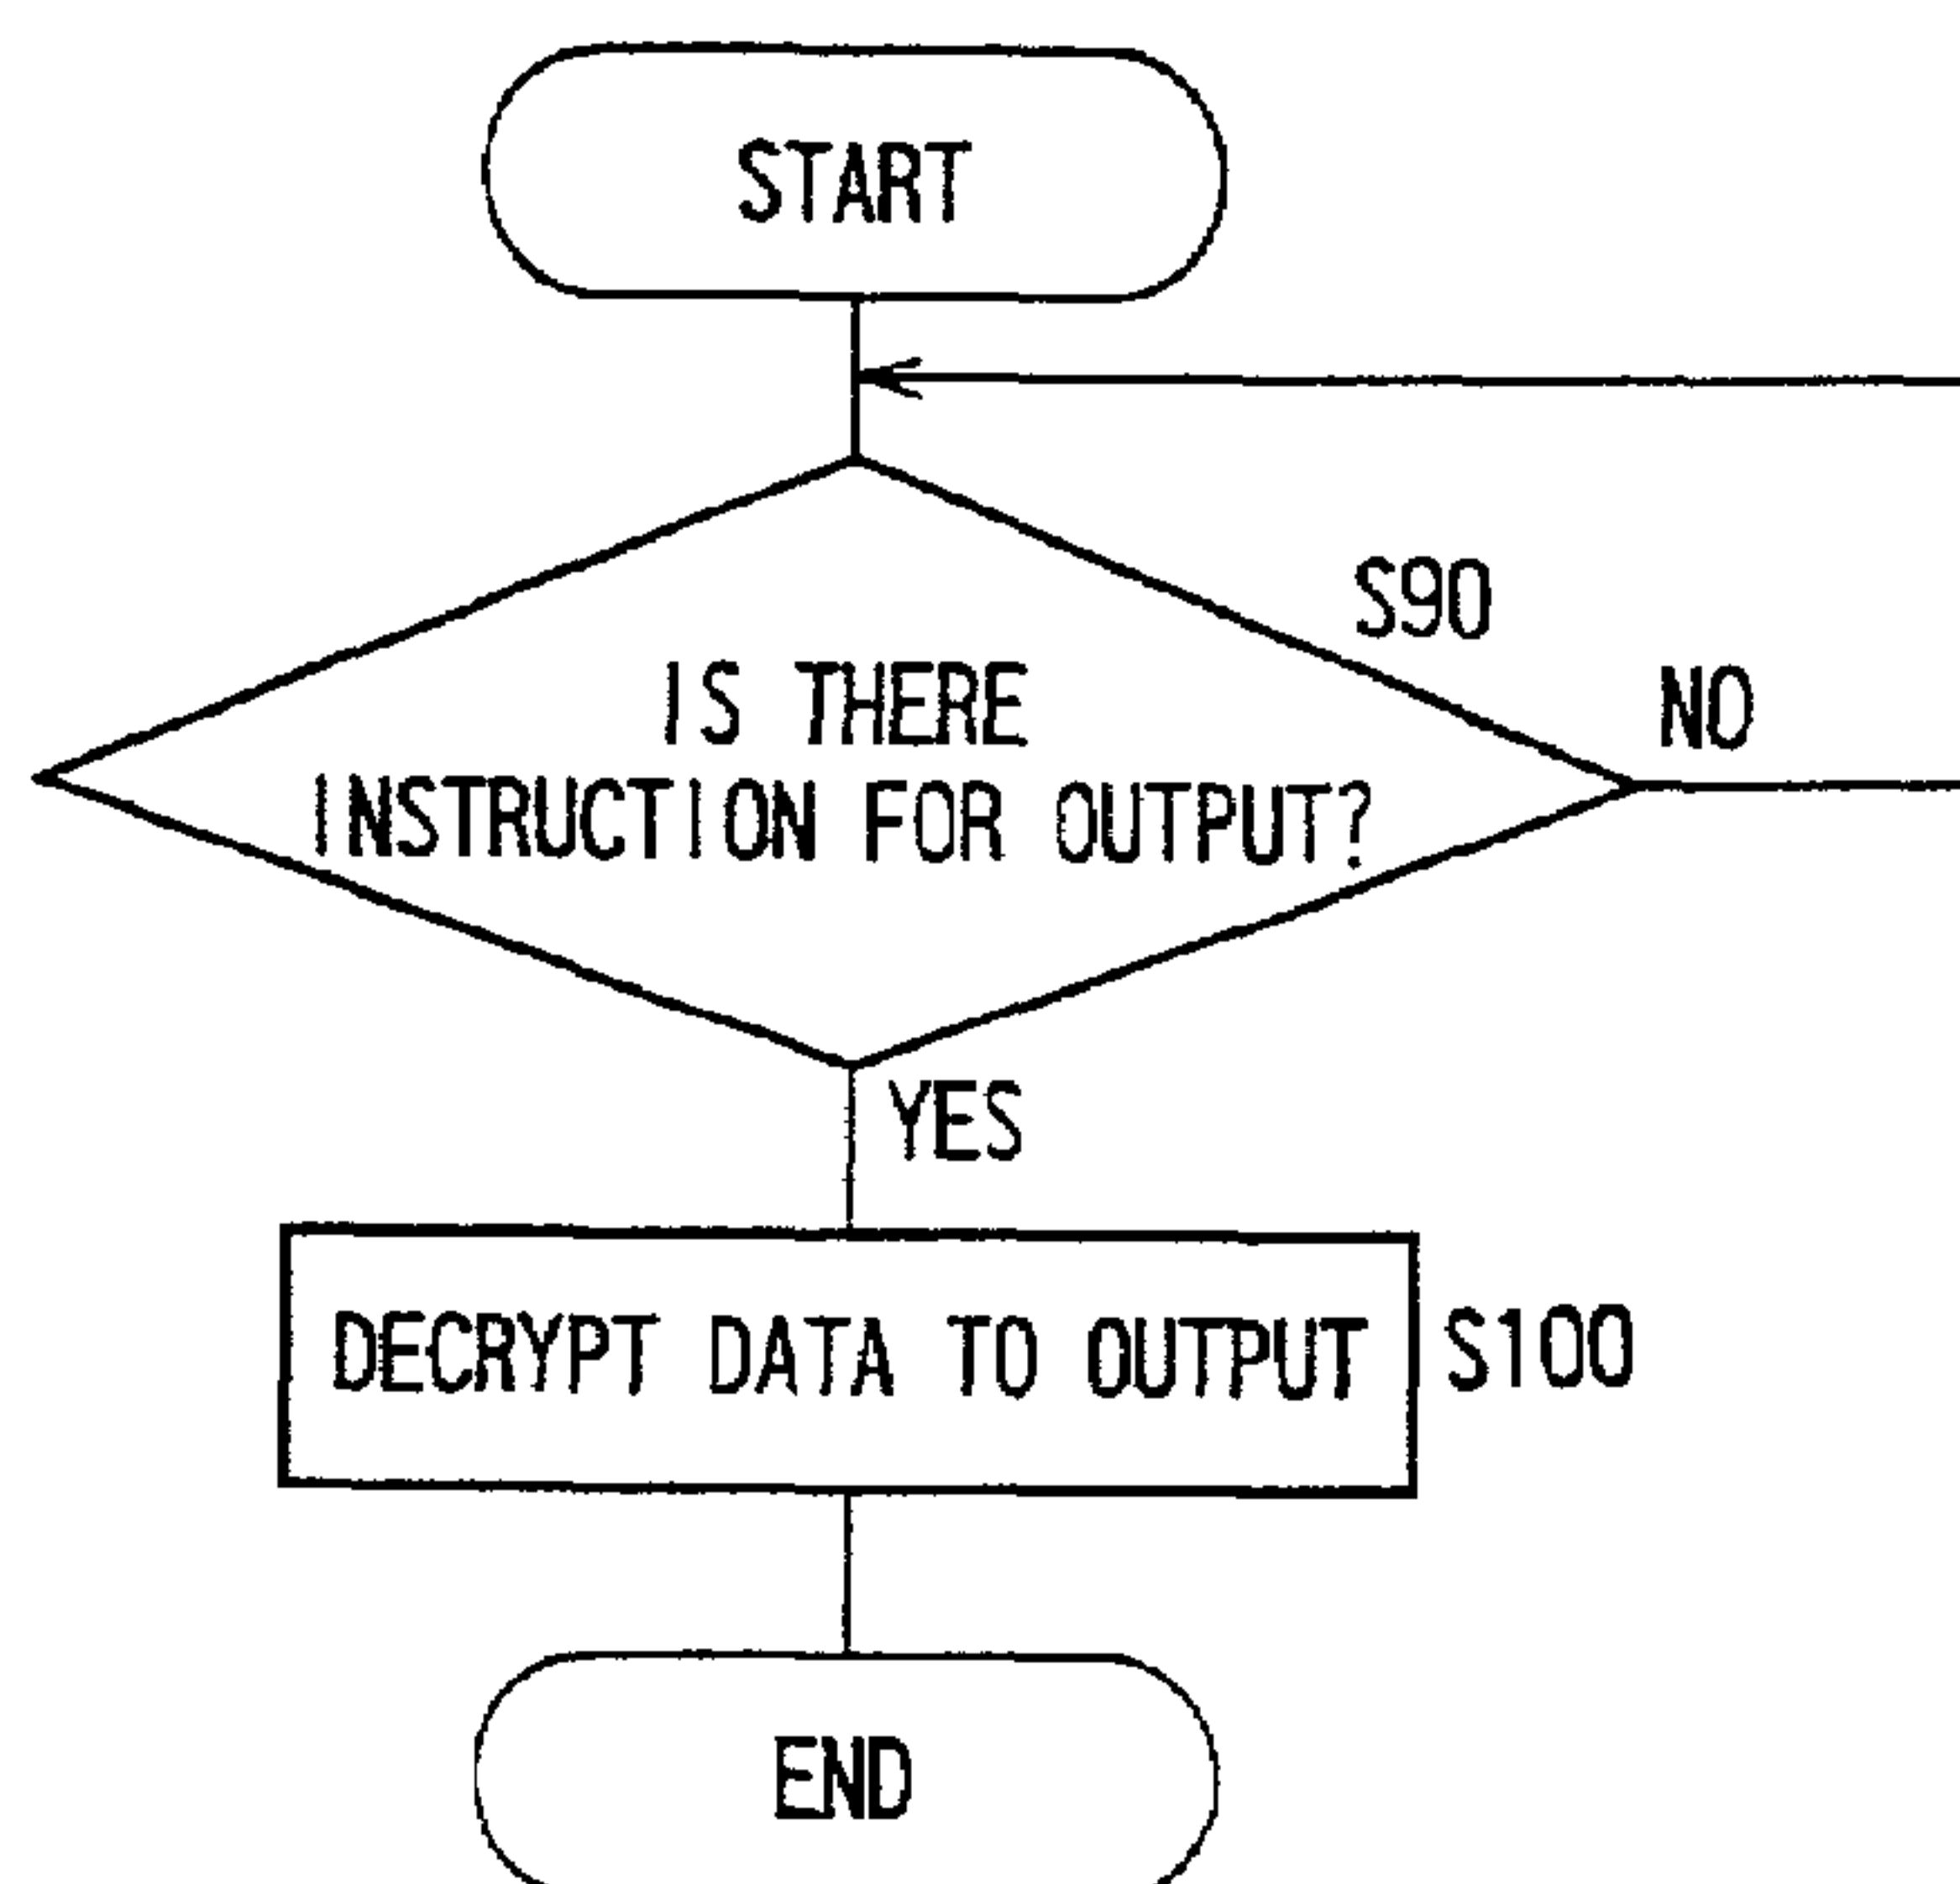 START
S90
IS THERE
INSTRUCTION FOR OUTPUT?
NO
YES
DECRYPT DATA TO OUTPUT
S100
END